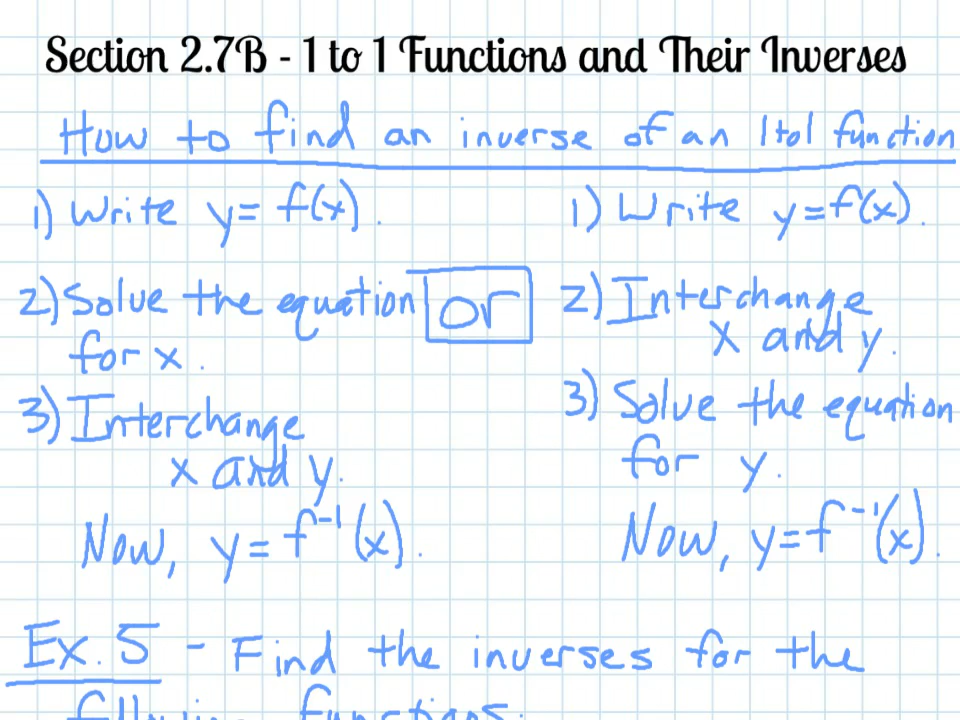 Section 2.7B - 1 to 1 Functions and Their Inverses
How to find an inverse of an 1to1 function
1) Write y = f(x).
2) Solve the equation
for x.
3) Interchange
x and y.
Now, y = f⁻¹(x).
or
1) Write y = f(x).
2) Interchange
x and y.
3) Solve the equation
for y.
Now, y = f⁻¹(x).
Ex. 5 - Find the inverses for the
following functions: